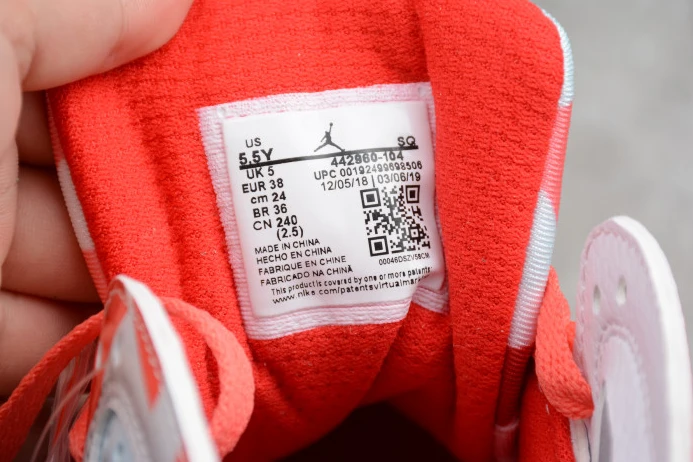 US SQ
5.5Y 442960-104
UK 5 UPC 00192499698506
EUR 38 12/05/18 | 03/06/19
cm 24
BR 36
CN 240
(2.5)
MADE IN CHINA
HECHO EN CHINA
FABRIQUE EN CHINE
FABRICADO NA CHINA
00046DSZV58CM
This product is covered by one or more patents:
www.nike.com/patentsvirtualmar